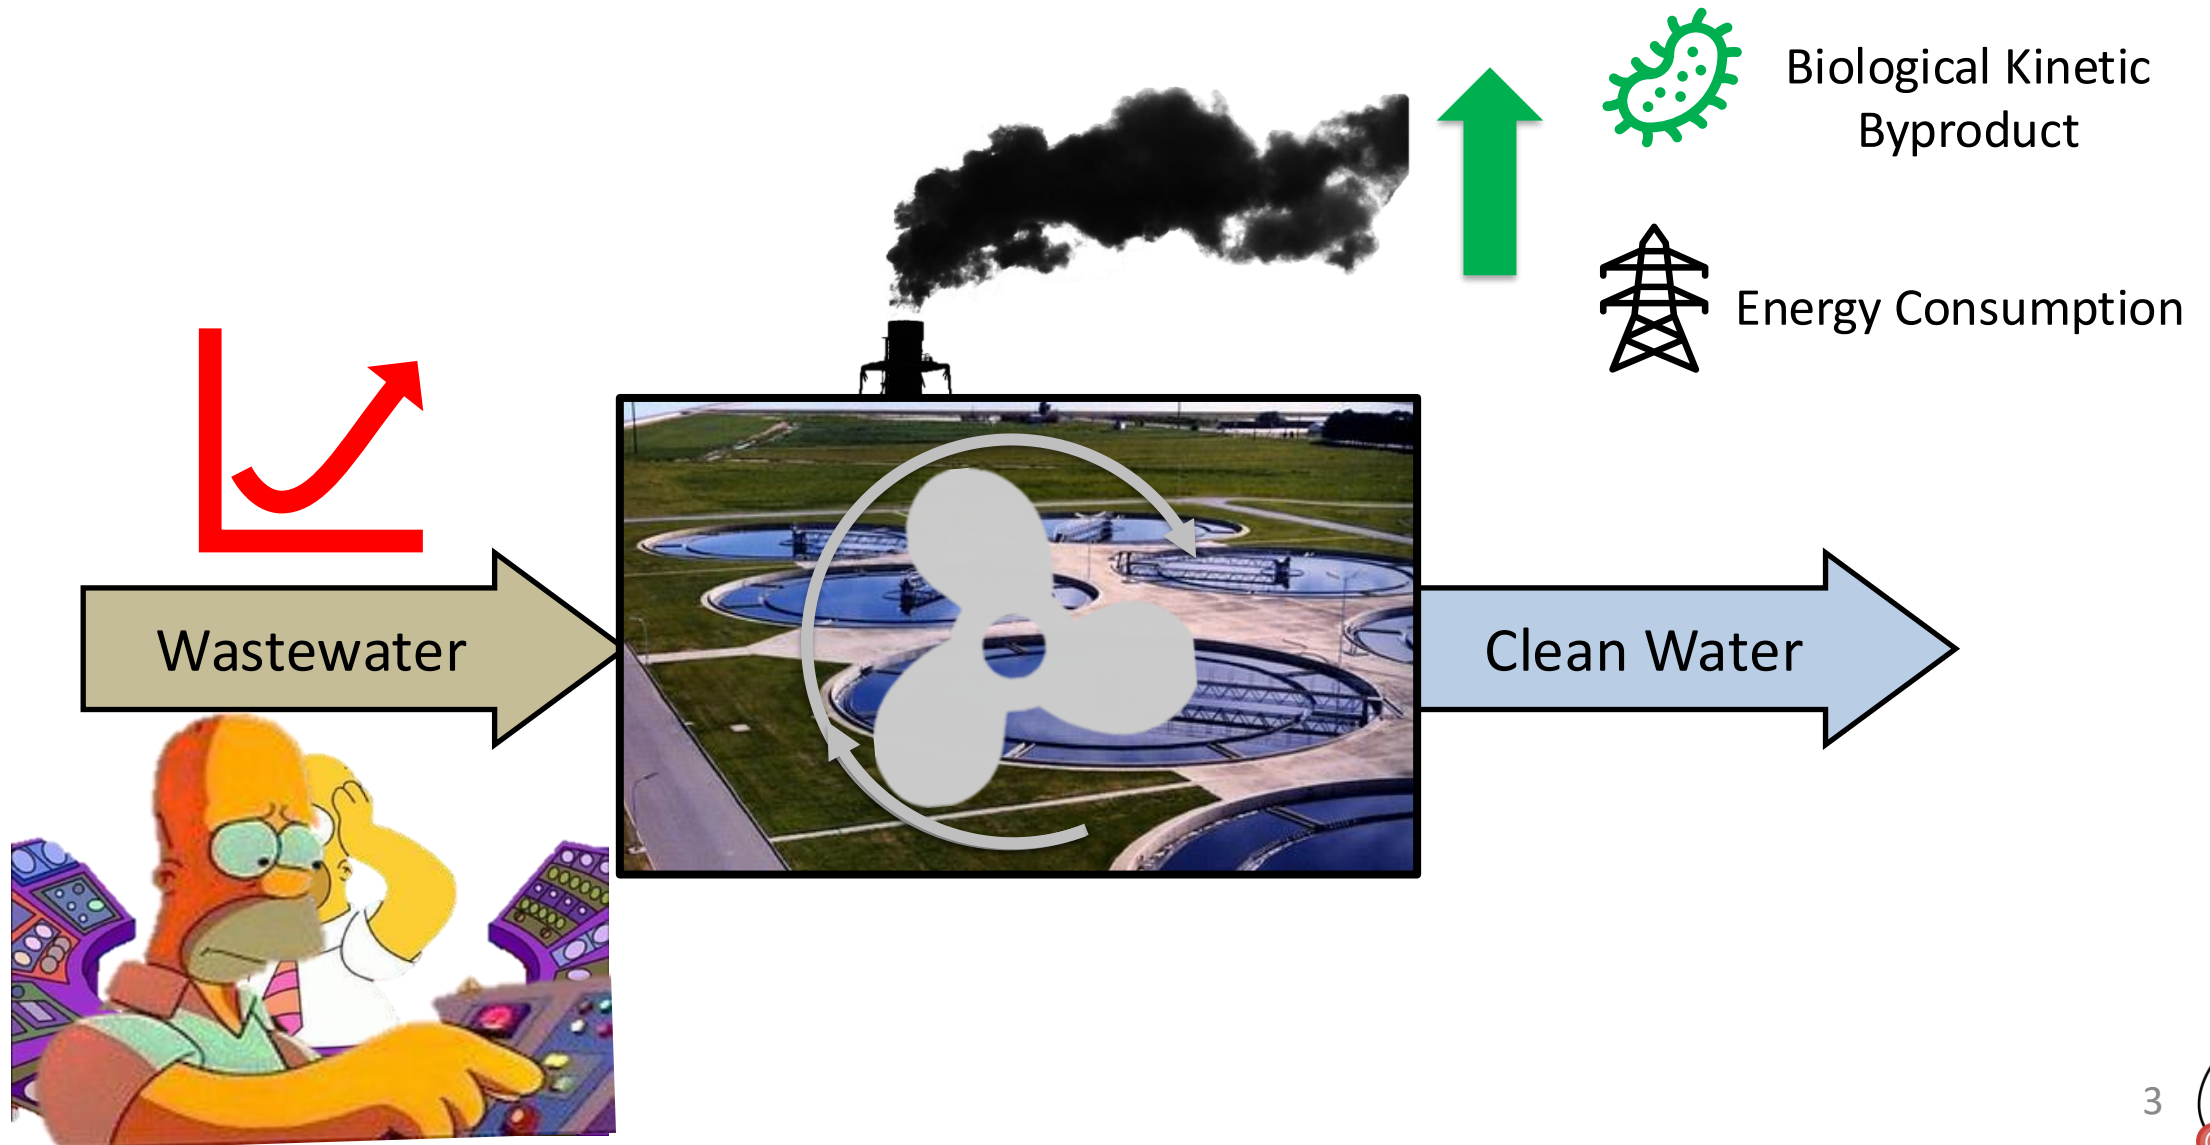 Biological Kinetic
Byproduct
Energy Consumption
Wastewater
Clean Water
3